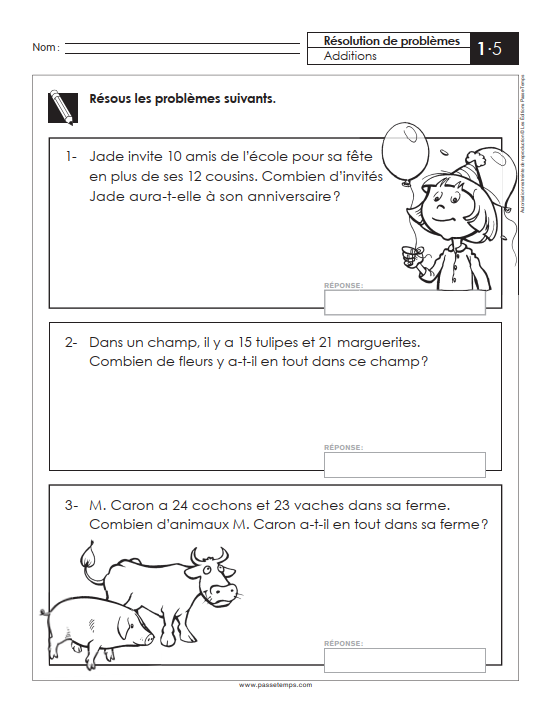 Nom :
Résolution de problèmes
Additions
1·5
Résous les problèmes suivants.
1- Jade invite 10 amis de l'école pour sa fête
en plus de ses 12 cousins. Combien d'invités
Jade aura-t-elle à son anniversaire?
RÉPONSE:
2- Dans un champ, il y a 15 tulipes et 21 marguerites.
Combien de fleurs y a-t-il en tout dans ce champ?
RÉPONSE:
3- M. Caron a 24 cochons et 23 vaches dans sa ferme.
Combien d'animaux M. Caron a-t-il en tout dans sa ferme?
RÉPONSE:
www.passetemps.com